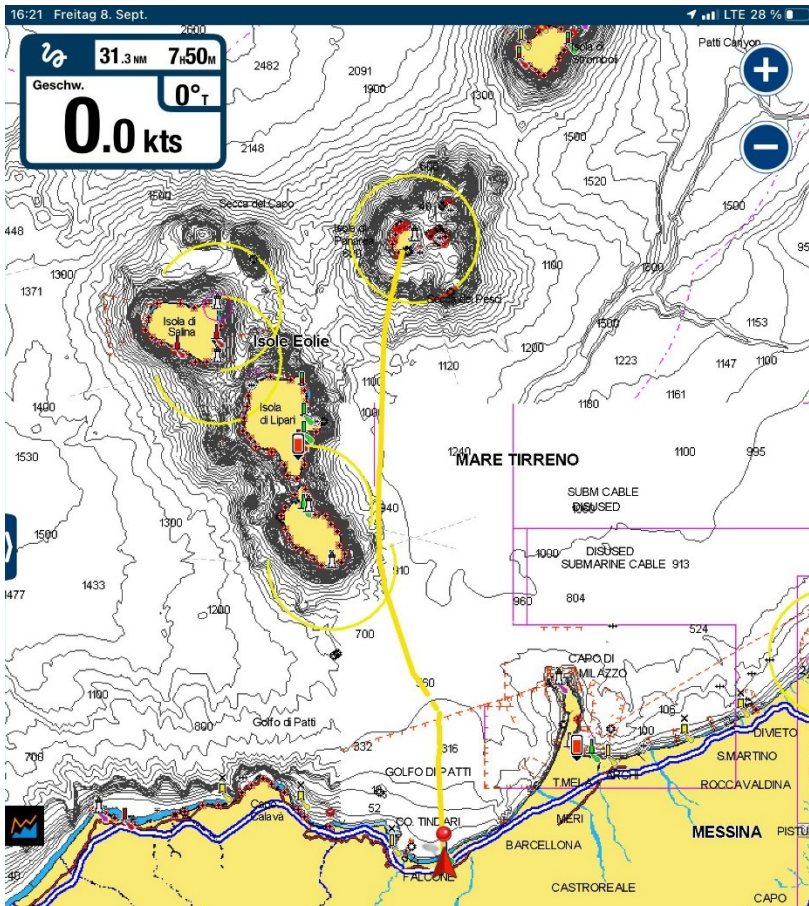 16:21 Freitag 8. Sept.
LTE 28 %
31.3 NM 7H50M
Geschw.
0°T
0.0 kts
2600
2482
2091
1900
2148
1300
Isola di
Stromboli
Patti Canyon
1500
1520
1500
1500
Secca del Capo
1448
1300
1371
Isola di
Panarea
1100
1500
1153
1200
1223
1147
1100
1120
1161
1180
Isola di
Salina
Isole Eolie
1100
Isola
di Lipari
1400
1530
1240
MARE TIRRENO
1100
995
SUBM CABLE
DISUSED
1500
1300
940
1000
DISUSED
SUBMARINE CABLE 913
1477
1433
910
960
804
1200
700
524
CAPO DI
MILAZZO
1100
800
Golfo di Patti
700
332
316
106
100
DIVIETO
GOLFO DI PATTI
S.MARTINO
T.MELA
ARCHI
ROCCAVALDINA
52
CO. TINDARI
Capo
Calavà
MERI
MESSINA
BARCELLONA
FALCONE
40
CASTROREALE
CAPO